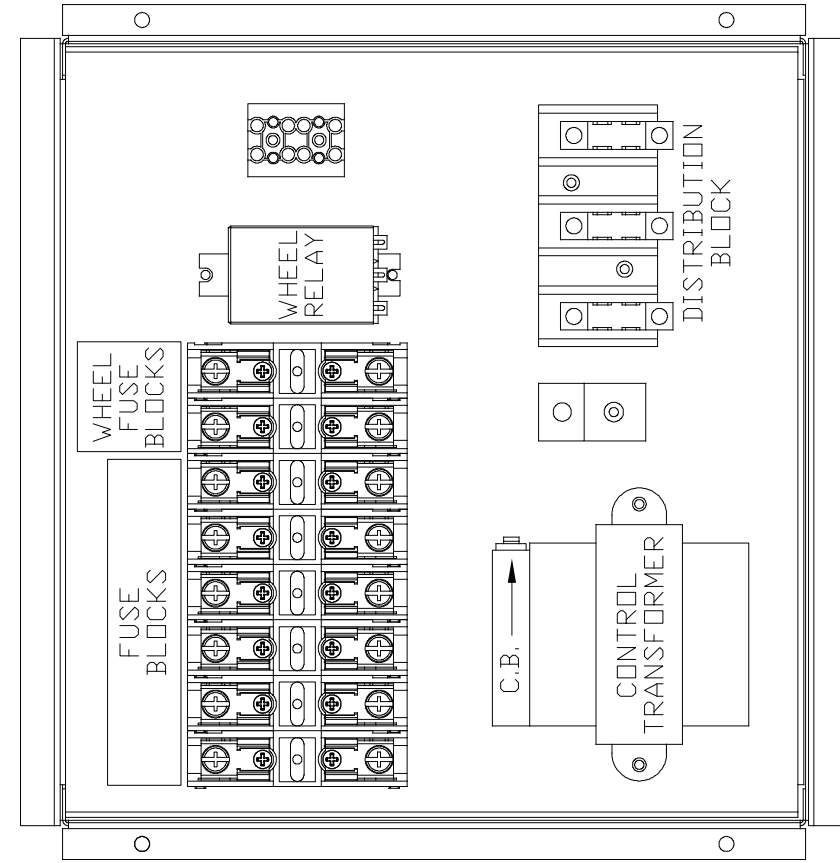 DISTRIBUTION
BLOCK
WHEEL
RELAY
WHEEL
FUSE
BLOCKS
FUSE
BLOCKS
C.B.
CONTROL
TRANSFORMER